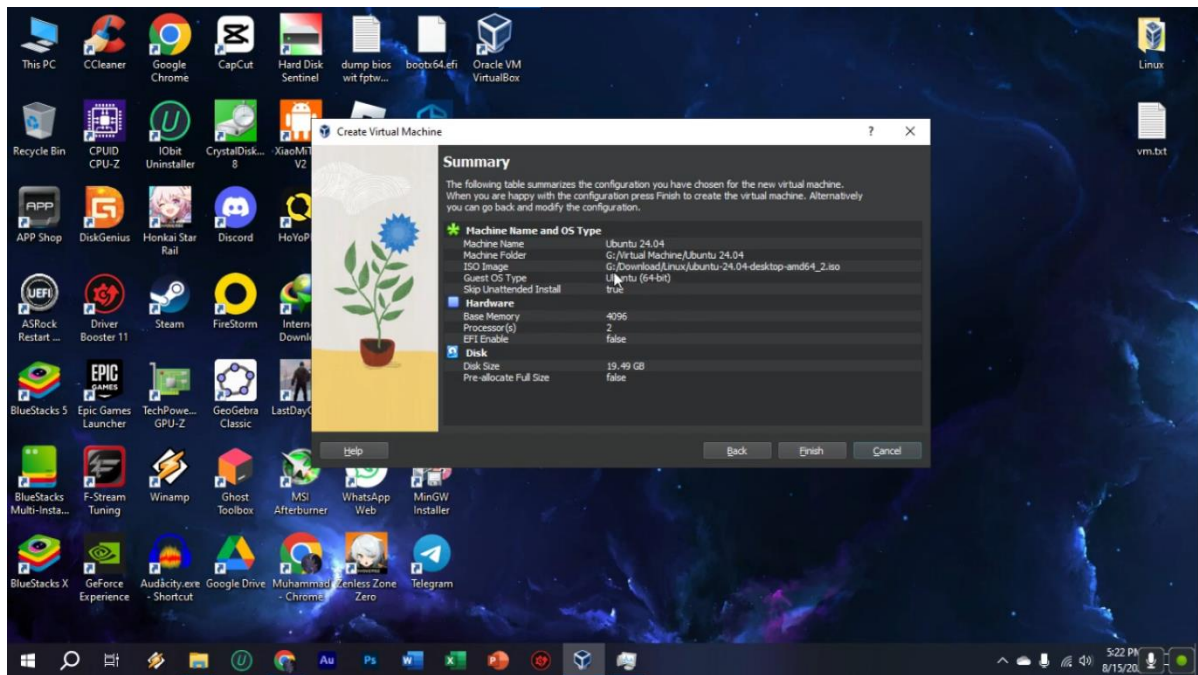 This PC
CCleaner
Google
Chrome
CapCut
Hard Disk
Sentinel
dump bios
wit fptw...
bootx64.efi
Oracle VM
VirtualBox
Linux
Recycle Bin
CPUID
CPU-Z
IObit
Uninstaller
CrystalDisk...
8
V2
vm.txt
APP
APP Shop
DiskGenius
Honkai Star
Rail
Discord
UEFI
ASRock
Restart ...
Driver
Booster 11
Steam
FireStorm
BlueStacks 5
EPIC
GAMES
Epic Games
Launcher
TechPowe...
GPU-Z
GeoGebra
Classic
BlueStacks
Multi-Insta...
F-Stream
Tuning
Winamp
Ghost
Toolbox
MSI
Afterburner
WhatsApp
Web
MinGW
Installer
BlueStacks X
GeForce
Experience
Audacity.exe
- Shortcut
Google Drive
Muhammad
- Chrome
Zenless Zone
Zero
Telegram
Create Virtual Machine
?
Summary
The following table summarizes the configuration you have chosen for the new virtual machine.
When you are happy with the configuration press Finish to create the virtual machine. Alternatively
you can go back and modify the configuration.
Machine Name and OS Type
Machine Name Ubuntu 24.04
Machine Folder G:/Virtual Machine/Ubuntu 24.04
ISO Image G:/Download/Linux/ubuntu-24.04-desktop-amd64_2.iso
Guest OS Type Ubuntu (64-bit)
Skip Unattended Install true
Hardware
Base Memory 4096
Processor(s) 2
EFI Enable false
Disk
Disk Size 19.49 GB
Pre-allocate Full Size false
Help
Back
Finish
Cancel
Au
Ps
5:22 PM